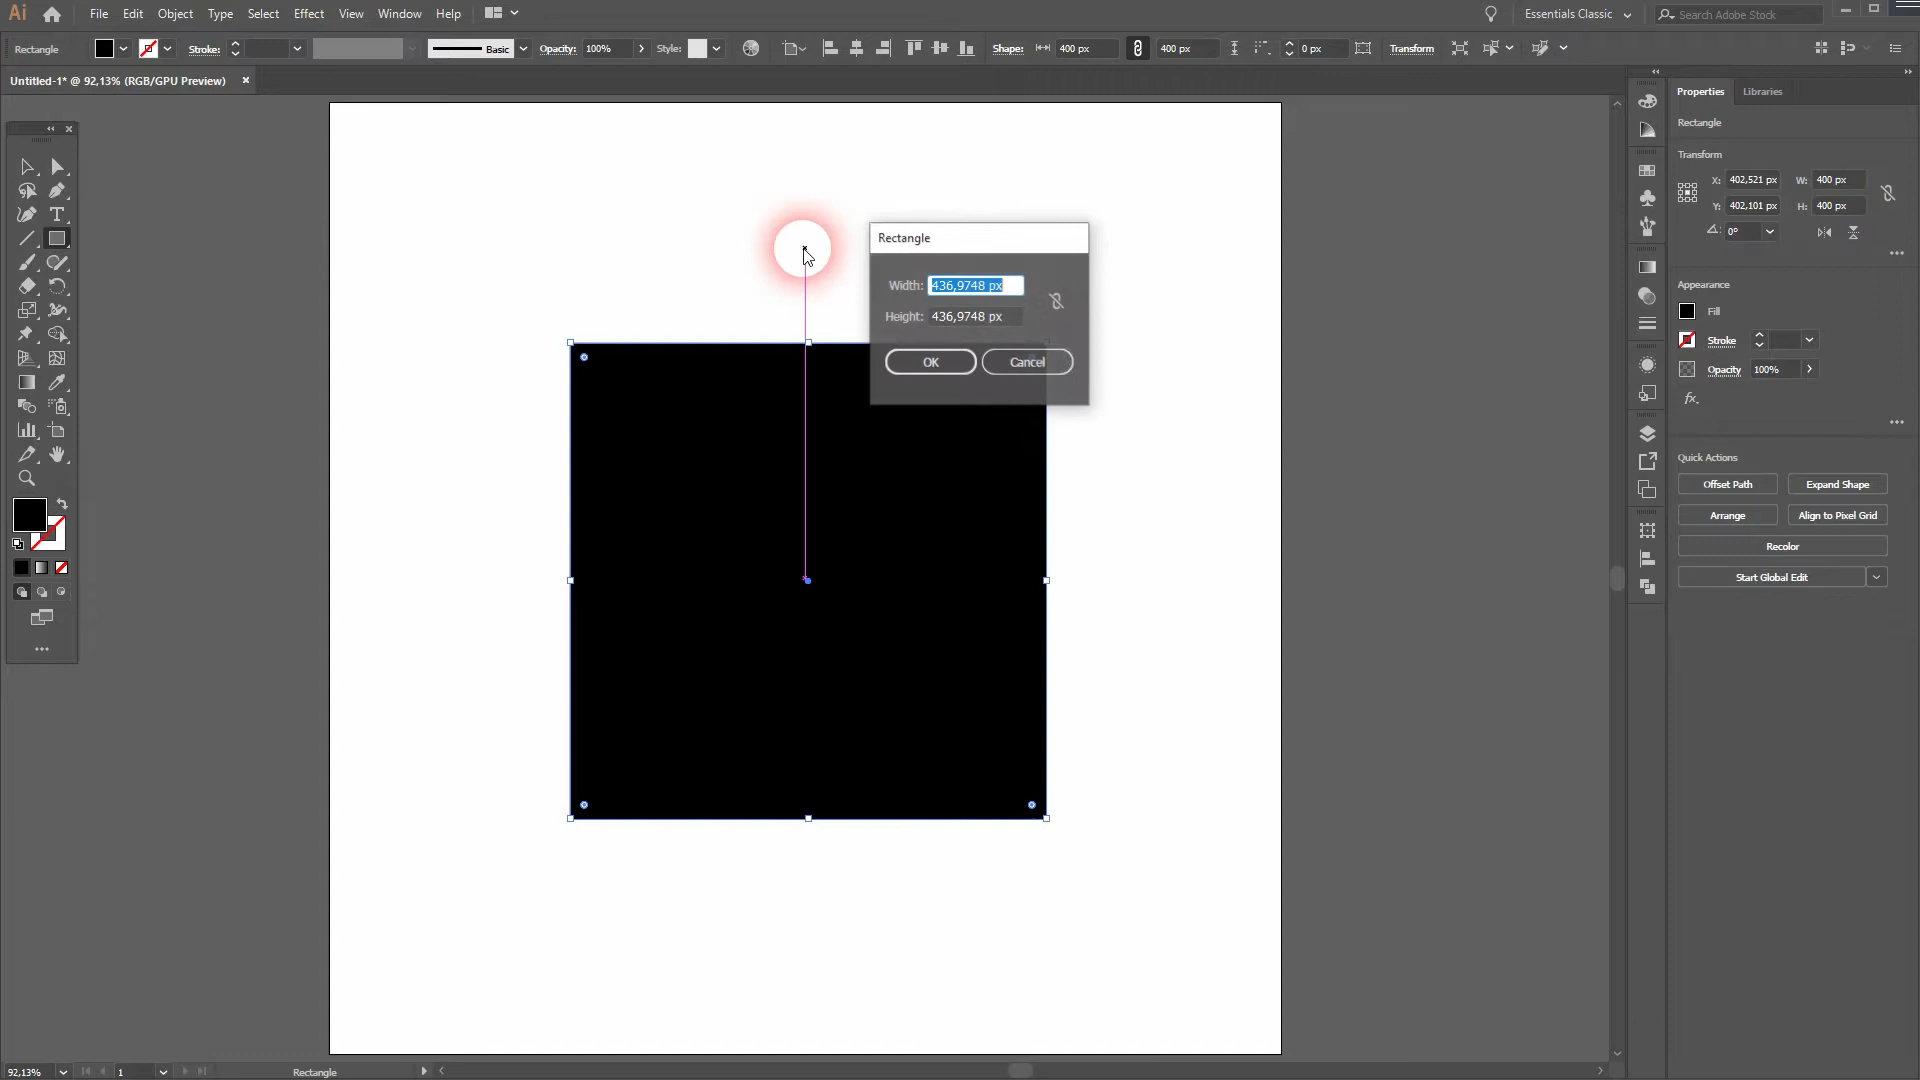 Ai File Edit Object Type Select Effect View Window Help Essentials Classic Search Adobe Stock
Rectangle Stroke: Basic Opacity: 100% Style: Shape: 400 px 400 px 0 px Transform
Untitled-1* @ 92,13% (RGB/GPU Preview)
Properties Libraries
Rectangle
Transform
X: 402,521 px W: 400 px
Y: 402,101 px H: 400 px
0°
Appearance
Fill
Stroke
Opacity 100%
fx.
Quick Actions
Offset Path Expand Shape
Arrange Align to Pixel Grid
Recolor
Start Global Edit
Rectangle
Width: 436,9748 px
Height: 436,9748 px
OK Cancel
T
92,13% 1 Rectangle